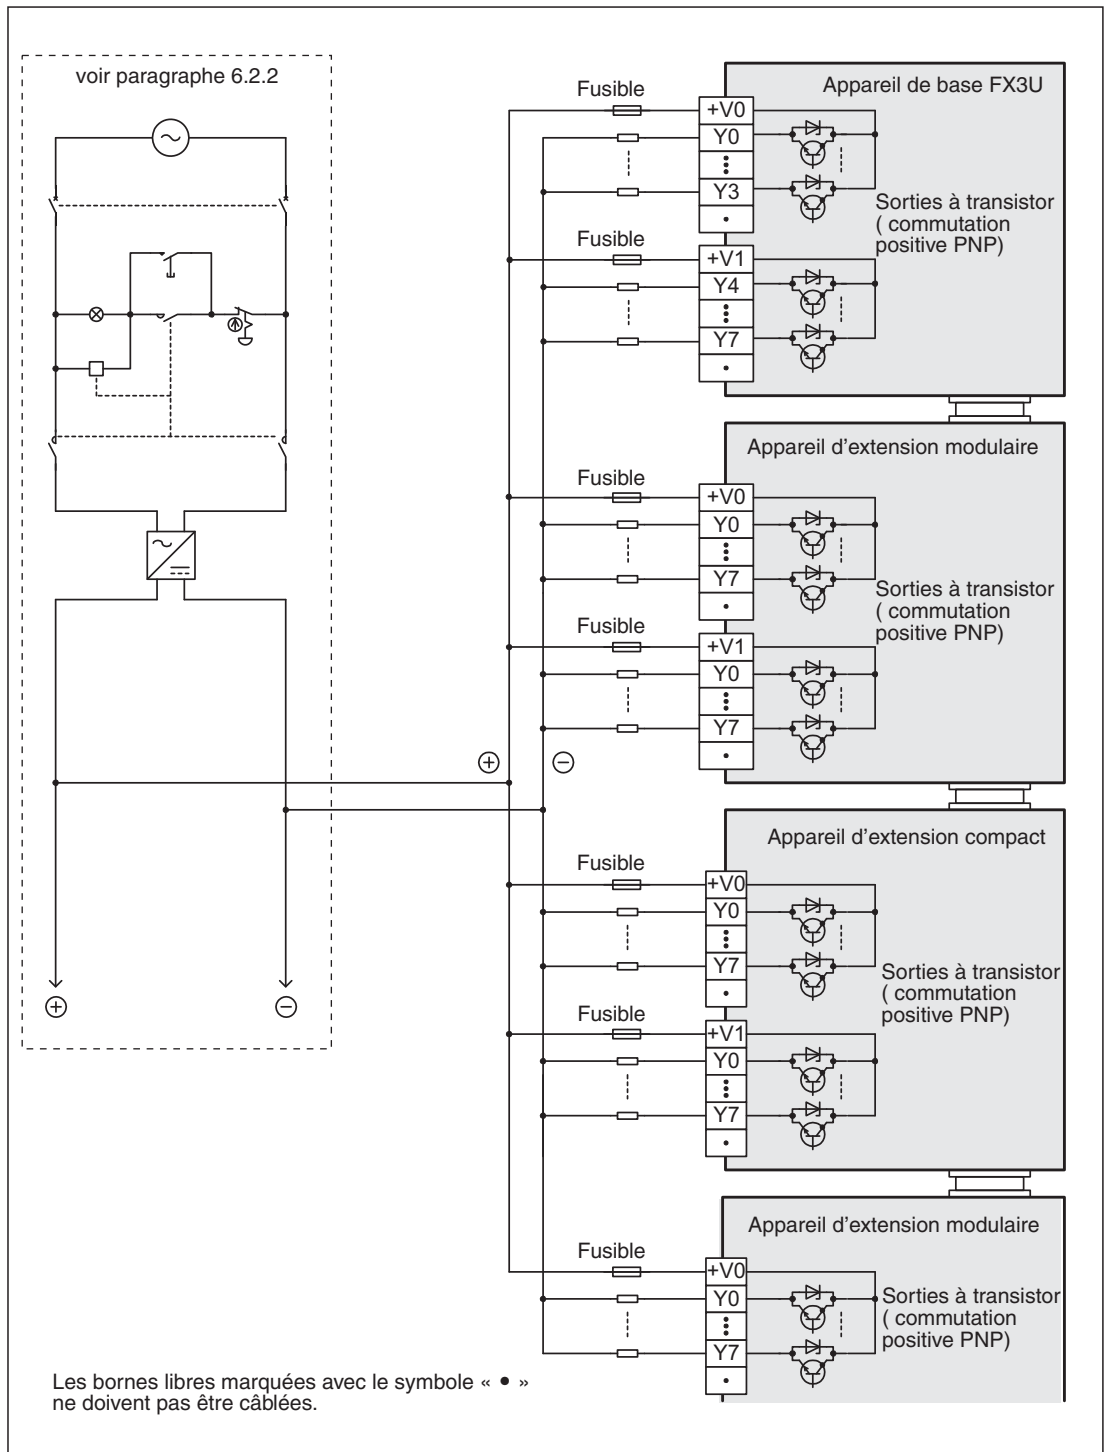 voir paragraphe 6.2.2
Fusible
Appareil de base FX3U
+V0
Y0
Y3
•
Sorties à transistor
( commutation
positive PNP)
Fusible
+V1
Y4
Y7
•
Appareil d'extension modulaire
Fusible
+V0
Y0
Y7
•
Sorties à transistor
( commutation
positive PNP)
Fusible
+V1
Y0
Y7
•
+
−
Appareil d'extension compact
Fusible
+V0
Y0
Y7
•
Sorties à transistor
( commutation
positive PNP)
Fusible
+V1
Y0
Y7
•
+
−
Appareil d'extension modulaire
Fusible
+V0
Y0
Y7
•
Sorties à transistor
( commutation
positive PNP)
Les bornes libres marquées avec le symbole « • »
ne doivent pas être câblées.